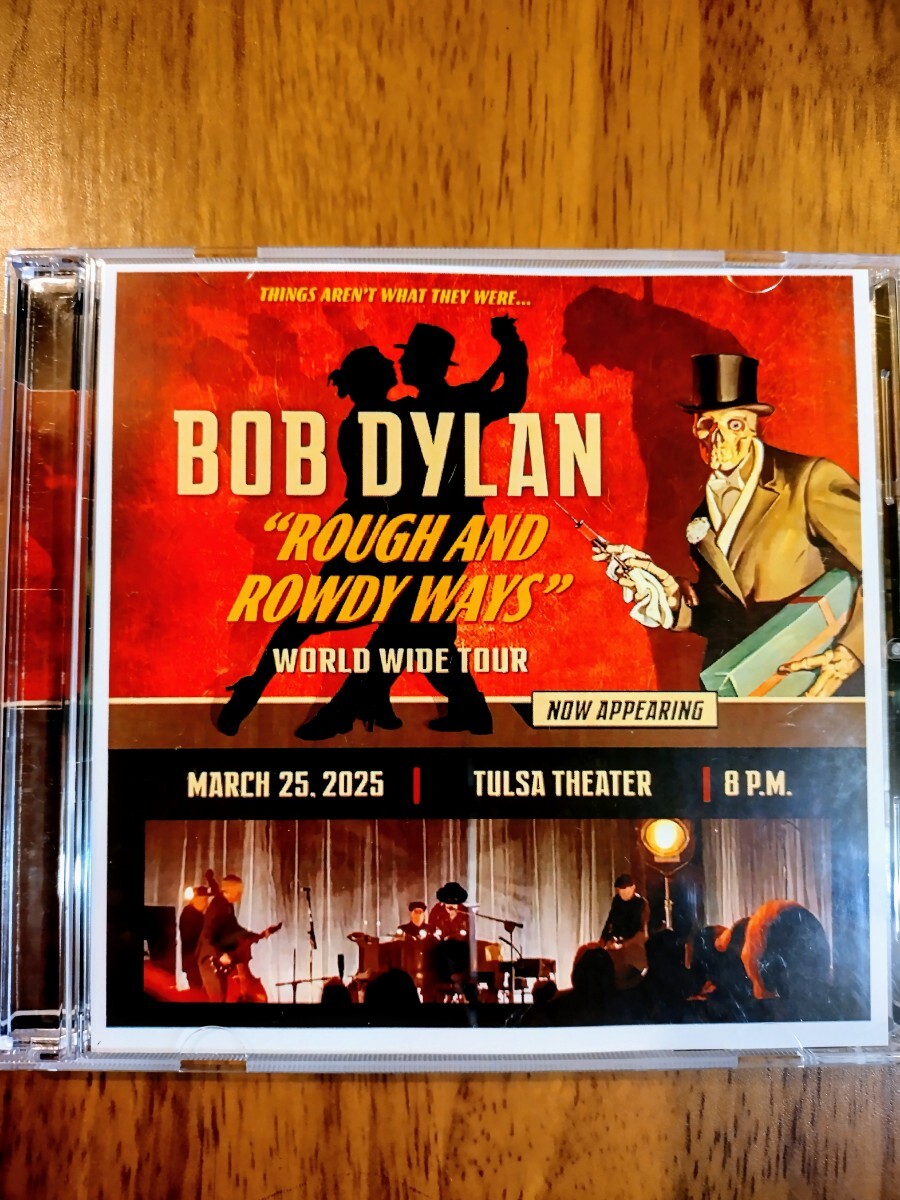 THINGS AREN'T WHAT THEY WERE...
BOB DYLAN
"ROUGH AND
ROWDY WAYS"
WORLD WIDE TOUR
NOW APPEARING
MARCH 25, 2025 | TULSA THEATER | 8 P.M.